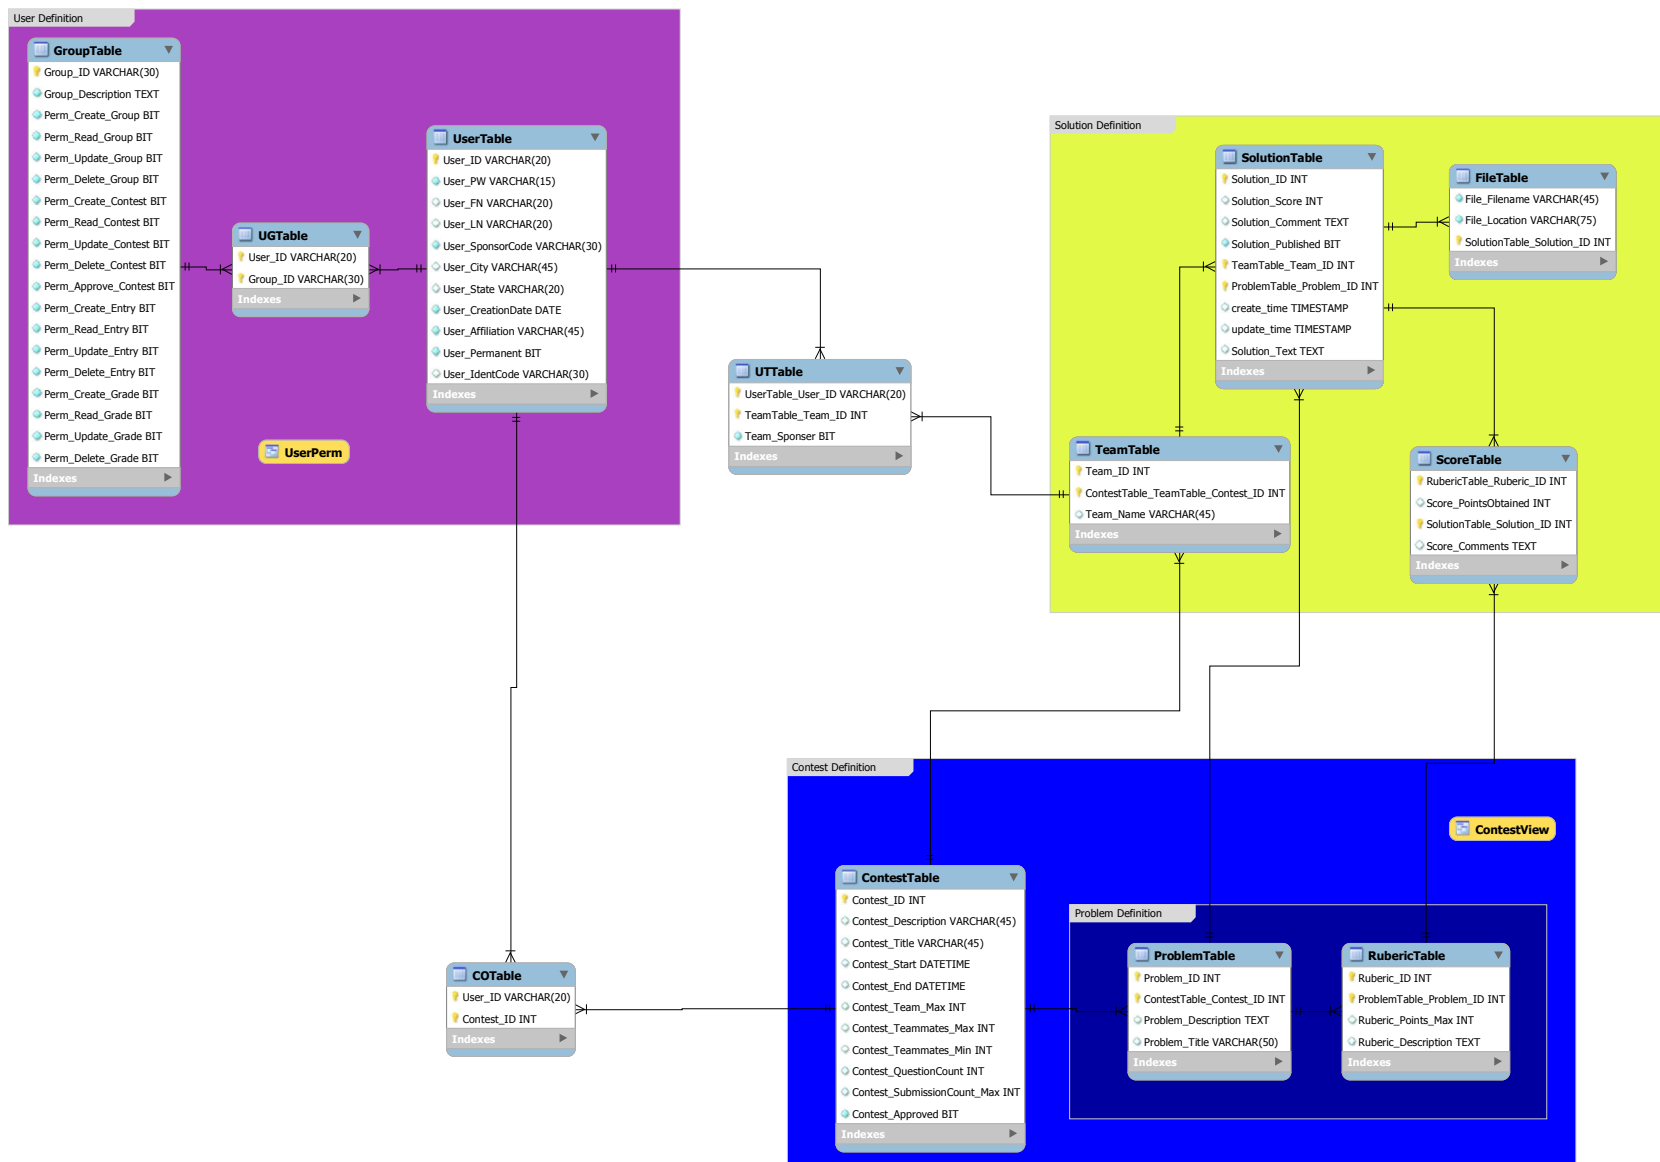 User Definition
GroupTable
Group_ID VARCHAR(30)
Group_Description TEXT
Perm_Create_Group BIT
Perm_Read_Group BIT
Perm_Update_Group BIT
Perm_Delete_Group BIT
Perm_Create_Contest BIT
Perm_Read_Contest BIT
Perm_Update_Contest BIT
Perm_Delete_Contest BIT
Perm_Approve_Contest BIT
Perm_Create_Entry BIT
Perm_Read_Entry BIT
Perm_Update_Entry BIT
Perm_Delete_Entry BIT
Perm_Create_Grade BIT
Perm_Read_Grade BIT
Perm_Update_Grade BIT
Perm_Delete_Grade BIT
Indexes
UGTable
User_ID VARCHAR(20)
Group_ID VARCHAR(30)
Indexes
UserTable
User_ID VARCHAR(20)
User_PW VARCHAR(15)
User_FN VARCHAR(20)
User_LN VARCHAR(20)
User_SponsorCode VARCHAR(30)
User_City VARCHAR(45)
User_State VARCHAR(20)
User_CreationDate DATE
User_Affiliation VARCHAR(45)
User_Permanent BIT
User_IdentCode VARCHAR(30)
Indexes
UserPerm
UTTable
UserTable_User_ID VARCHAR(20)
TeamTable_Team_ID INT
Team_Sponser BIT
Indexes
Solution Definition
SolutionTable
Solution_ID INT
Solution_Score INT
Solution_Comment TEXT
Solution_Published BIT
TeamTable_Team_ID INT
ProblemTable_Problem_ID INT
create_time TIMESTAMP
update_time TIMESTAMP
Solution_Text TEXT
Indexes
FileTable
File_Filename VARCHAR(45)
File_Location VARCHAR(75)
SolutionTable_Solution_ID INT
Indexes
TeamTable
Team_ID INT
ContestTable_TeamTable_Contest_ID INT
Team_Name VARCHAR(45)
Indexes
ScoreTable
RubericTable_Ruberic_ID INT
Score_PointsObtained INT
SolutionTable_Solution_ID INT
Score_Comments TEXT
Indexes
COTable
User_ID VARCHAR(20)
Contest_ID INT
Indexes
Contest Definition
ContestView
ContestTable
Contest_ID INT
Contest_Description VARCHAR(45)
Contest_Title VARCHAR(45)
Contest_Start DATETIME
Contest_End DATETIME
Contest_Team_Max INT
Contest_Teammates_Max INT
Contest_Teammates_Min INT
Contest_QuestionCount INT
Contest_SubmissionCount_Max INT
Contest_Approved BIT
Indexes
Problem Definition
ProblemTable
Problem_ID INT
ContestTable_Contest_ID INT
Problem_Description TEXT
Problem_Title VARCHAR(50)
Indexes
RubericTable
Ruberic_ID INT
ProblemTable_Problem_ID INT
Ruberic_Points_Max INT
Ruberic_Description TEXT
Indexes